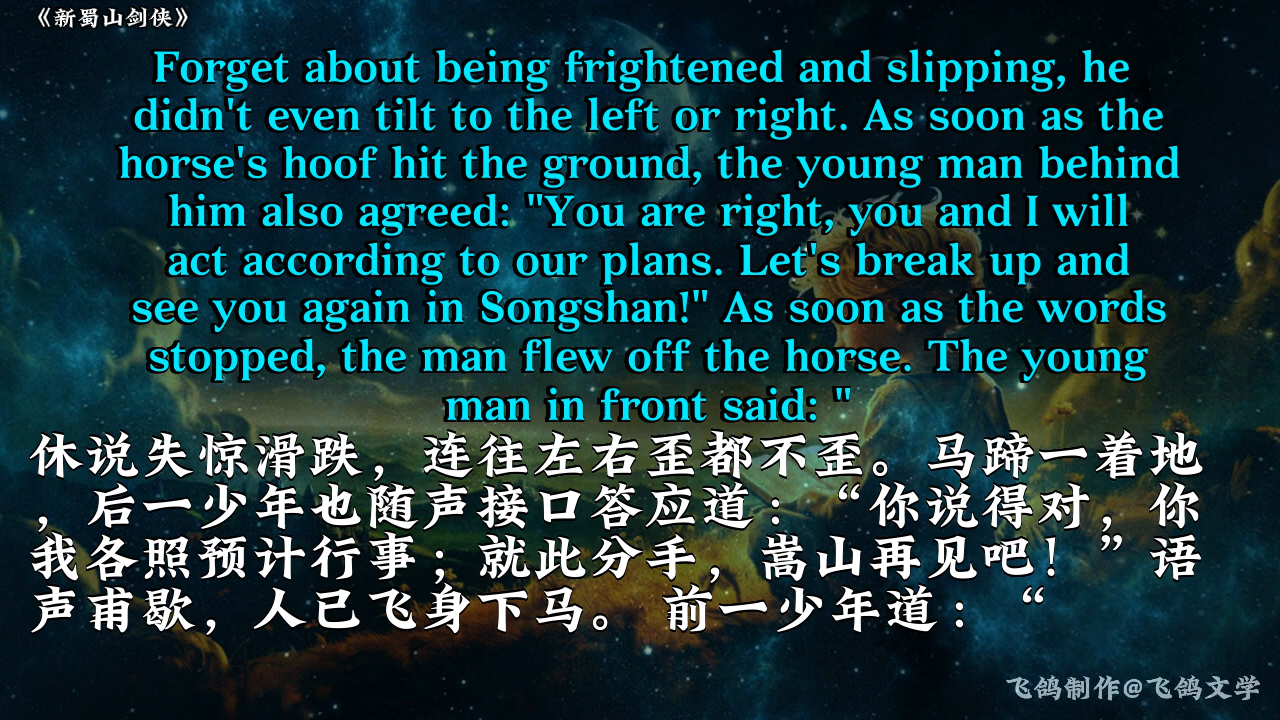 《新蜀山剑侠》
Forget about being frightened and slipping, he
didn't even tilt to the left or right. As soon as the
horse's hoof hit the ground, the young man behind
him also agreed: "You are right, you and I will
act according to our plans. Let's break up and
see you again in Songshan!" As soon as the words
stopped, the man flew off the horse. The young
man in front said: "
休说失惊滑跌，连往左右歪都不歪。马蹄一着地
，后一少年也随声接口答应道：“你说得对，你
我各照预计行事；就此分手，嵩山再见吧！”语
声甫歇，人已飞身下马。 前一少年道：“
飞鸽制作@飞鸽文学